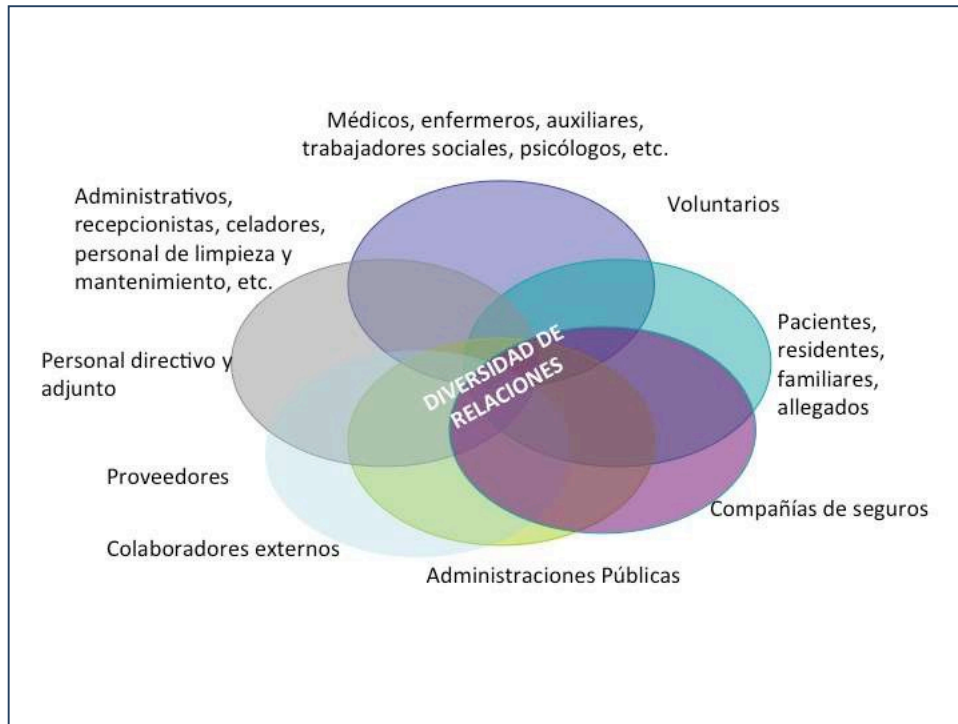 Médicos, enfermeros, auxiliares,
trabajadores sociales, psicólogos, etc.
Administrativos,
recepcionistas, celadores,
personal de limpieza y
mantenimiento, etc.
Voluntarios
Pacientes,
residentes,
familiares,
allegados
Personal directivo y
adjunto
DIVERSIDAD DE
RELACIONES
Proveedores
Compañías de seguros
Colaboradores externos
Administraciones Públicas